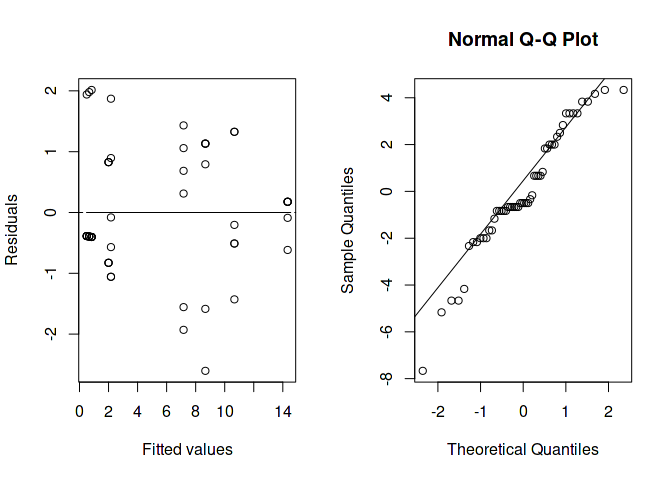 Normal Q-Q Plot
Residuals
2
1
0
-1
-2
0 2 4 6 8 10 14
Fitted values
Sample Quantiles
4
2
0
-2
-4
-6
-8
-2 -1 0 1 2
Theoretical Quantiles